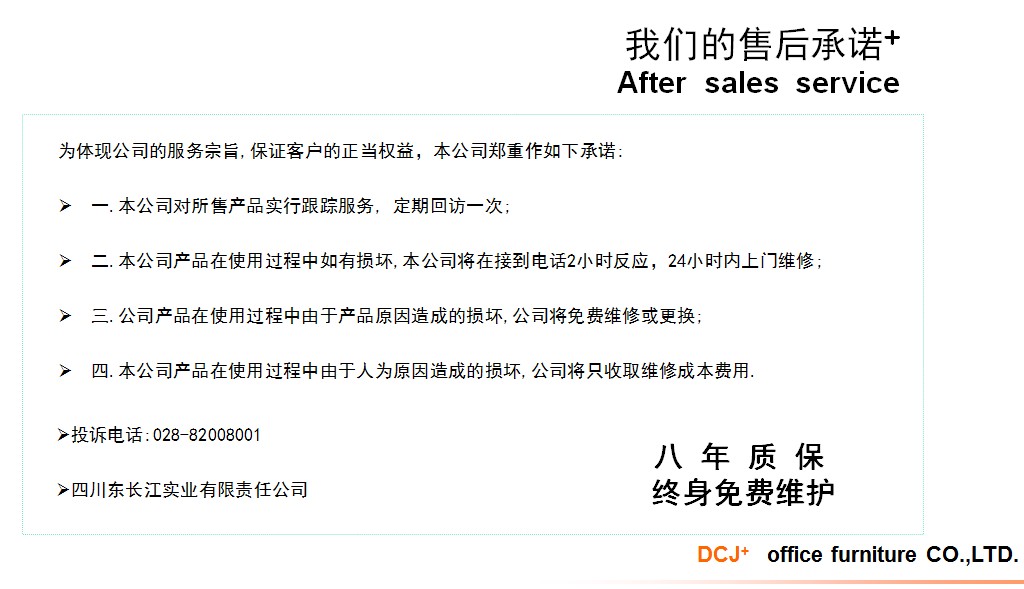 我们的售后承诺+
After sales service
为体现公司的服务宗旨,保证客户的正当权益，本公司郑重作如下承诺:
➢ 一.本公司对所售产品实行跟踪服务, 定期回访一次;
➢ 二.本公司产品在使用过程中如有损坏,本公司将在接到电话2小时反应，24小时内上门维修;
➢ 三.公司产品在使用过程中由于产品原因造成的损坏,公司将免费维修或更换;
➢ 四.本公司产品在使用过程中由于人为原因造成的损坏,公司将只收取维修成本费用.
➢投诉电话:028-82008001
➢四川东长江实业有限责任公司
八 年 质 保
终身免费维护
DCJ+ office furniture CO.,LTD.